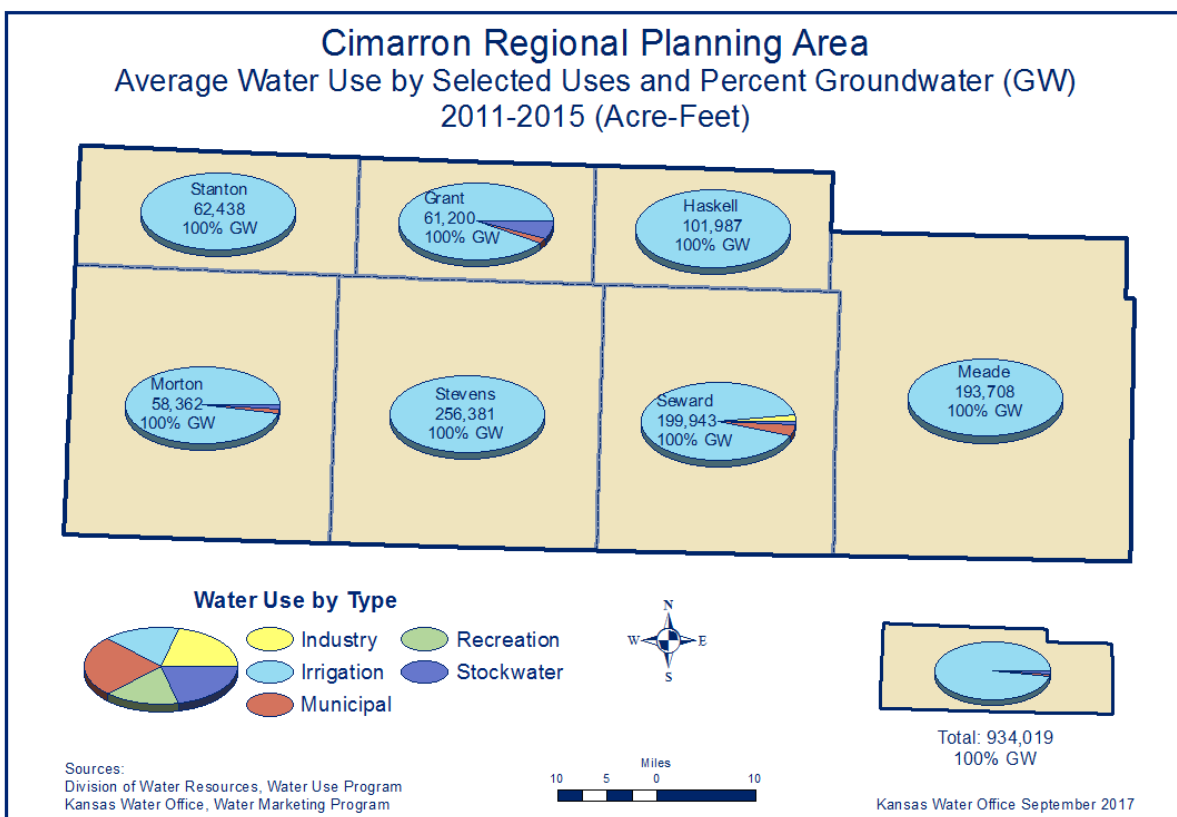 Cimarron Regional Planning Area
Average Water Use by Selected Uses and Percent Groundwater (GW)
2011-2015 (Acre-Feet)
Stanton
62,438
100% GW
Grant
61,200
100% GW
Haskell
101,987
100% GW
Morton
58,362
100% GW
Stevens
256,381
100% GW
Seward
199,943
100% GW
Meade
193,708
100% GW
Water Use by Type
Industry
Recreation
Irrigation
Stockwater
Municipal
N
W E
S
Total: 934,019
100% GW
Miles
10 5 0 10
Sources:
Division of Water Resources, Water Use Program
Kansas Water Office, Water Marketing Program
Kansas Water Office September 2017